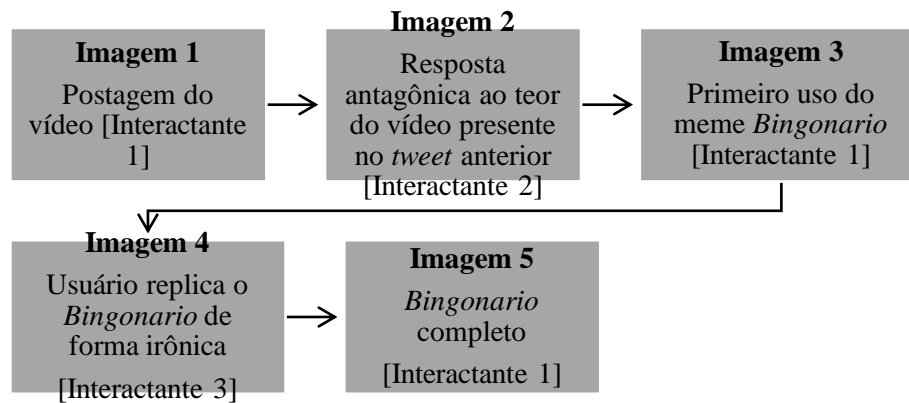 Imagem 1
Postagem do
vídeo [Interactante
1]
Imagem 2
Resposta
antagônica ao teor
do vídeo presente
no tweet anterior
[Interactante 2]
Imagem 3
Primeiro uso do
meme Bingonario
[Interactante 1]
Imagem 4
Usuário replica o
Bingonario de
forma irônica
[Interactante 3]
Imagem 5
Bingonario
completo
[Interactante 1]